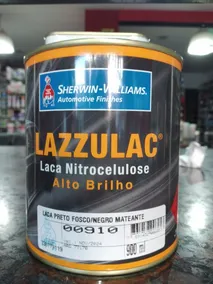 SHERWIN-WILLIAMS
Automotive Finishes
LAZZULAC®
Laca Nitrocelulose
Alto Brilho
LACA PRETO FOSCO/NEGRO MATEANTE
00910
900 ml